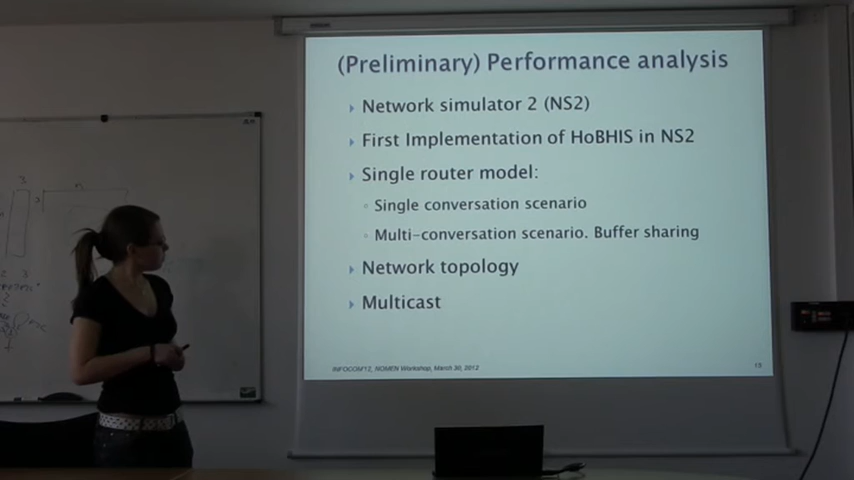 (Preliminary) Performance analysis
Network simulator 2 (NS2)
First Implementation of HoBHIS in NS2
Single router model:
Single conversation scenario
Multi-conversation scenario. Buffer sharing
Network topology
Multicast
INFOCOM'12, NOMEN Workshop, March 30, 2012